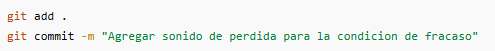 git add .
git commit -m "Agregar sonido de perdida para la condicion de fracaso"